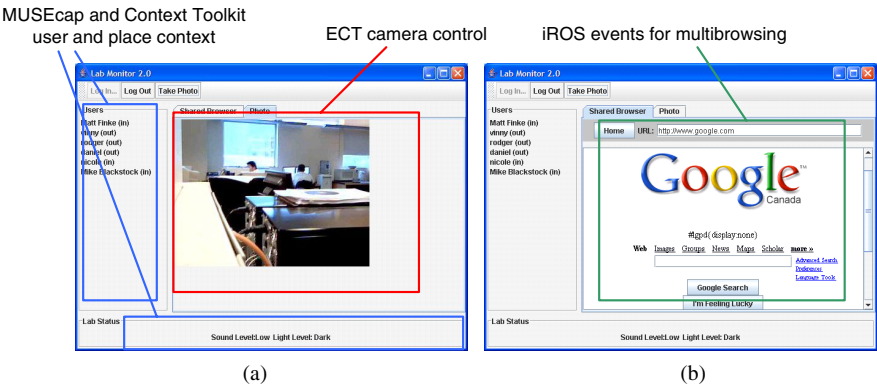 MUSEcap and Context Toolkit
user and place context
ECT camera control
iROS events for multibrowsing
Lab Monitor 2.0
Log In... Log Out Take Photo
Users
Matt Finke (in)
vinny (out)
rodger (out)
daniel (out)
nicole (in)
Mike Blackstock (in)
Shared Browser Photo
Lab Status
Sound Level:Low Light Level: Dark
(a)
Lab Monitor 2.0
Log In... Log Out Take Photo
Users
Matt Finke (in)
vinny (out)
rodger (out)
daniel (out)
nicole (in)
Mike Blackstock (in)
Shared Browser Photo
Home URL: http://www.google.com
Google™
Canada
#lgpd(display:none)
Web Images Groups News Maps Scholar more »
Advanced Search
Preferences
Language Tools
Google Search
I'm Feeling Lucky
Lab Status
Sound Level:Low Light Level: Dark
(b)